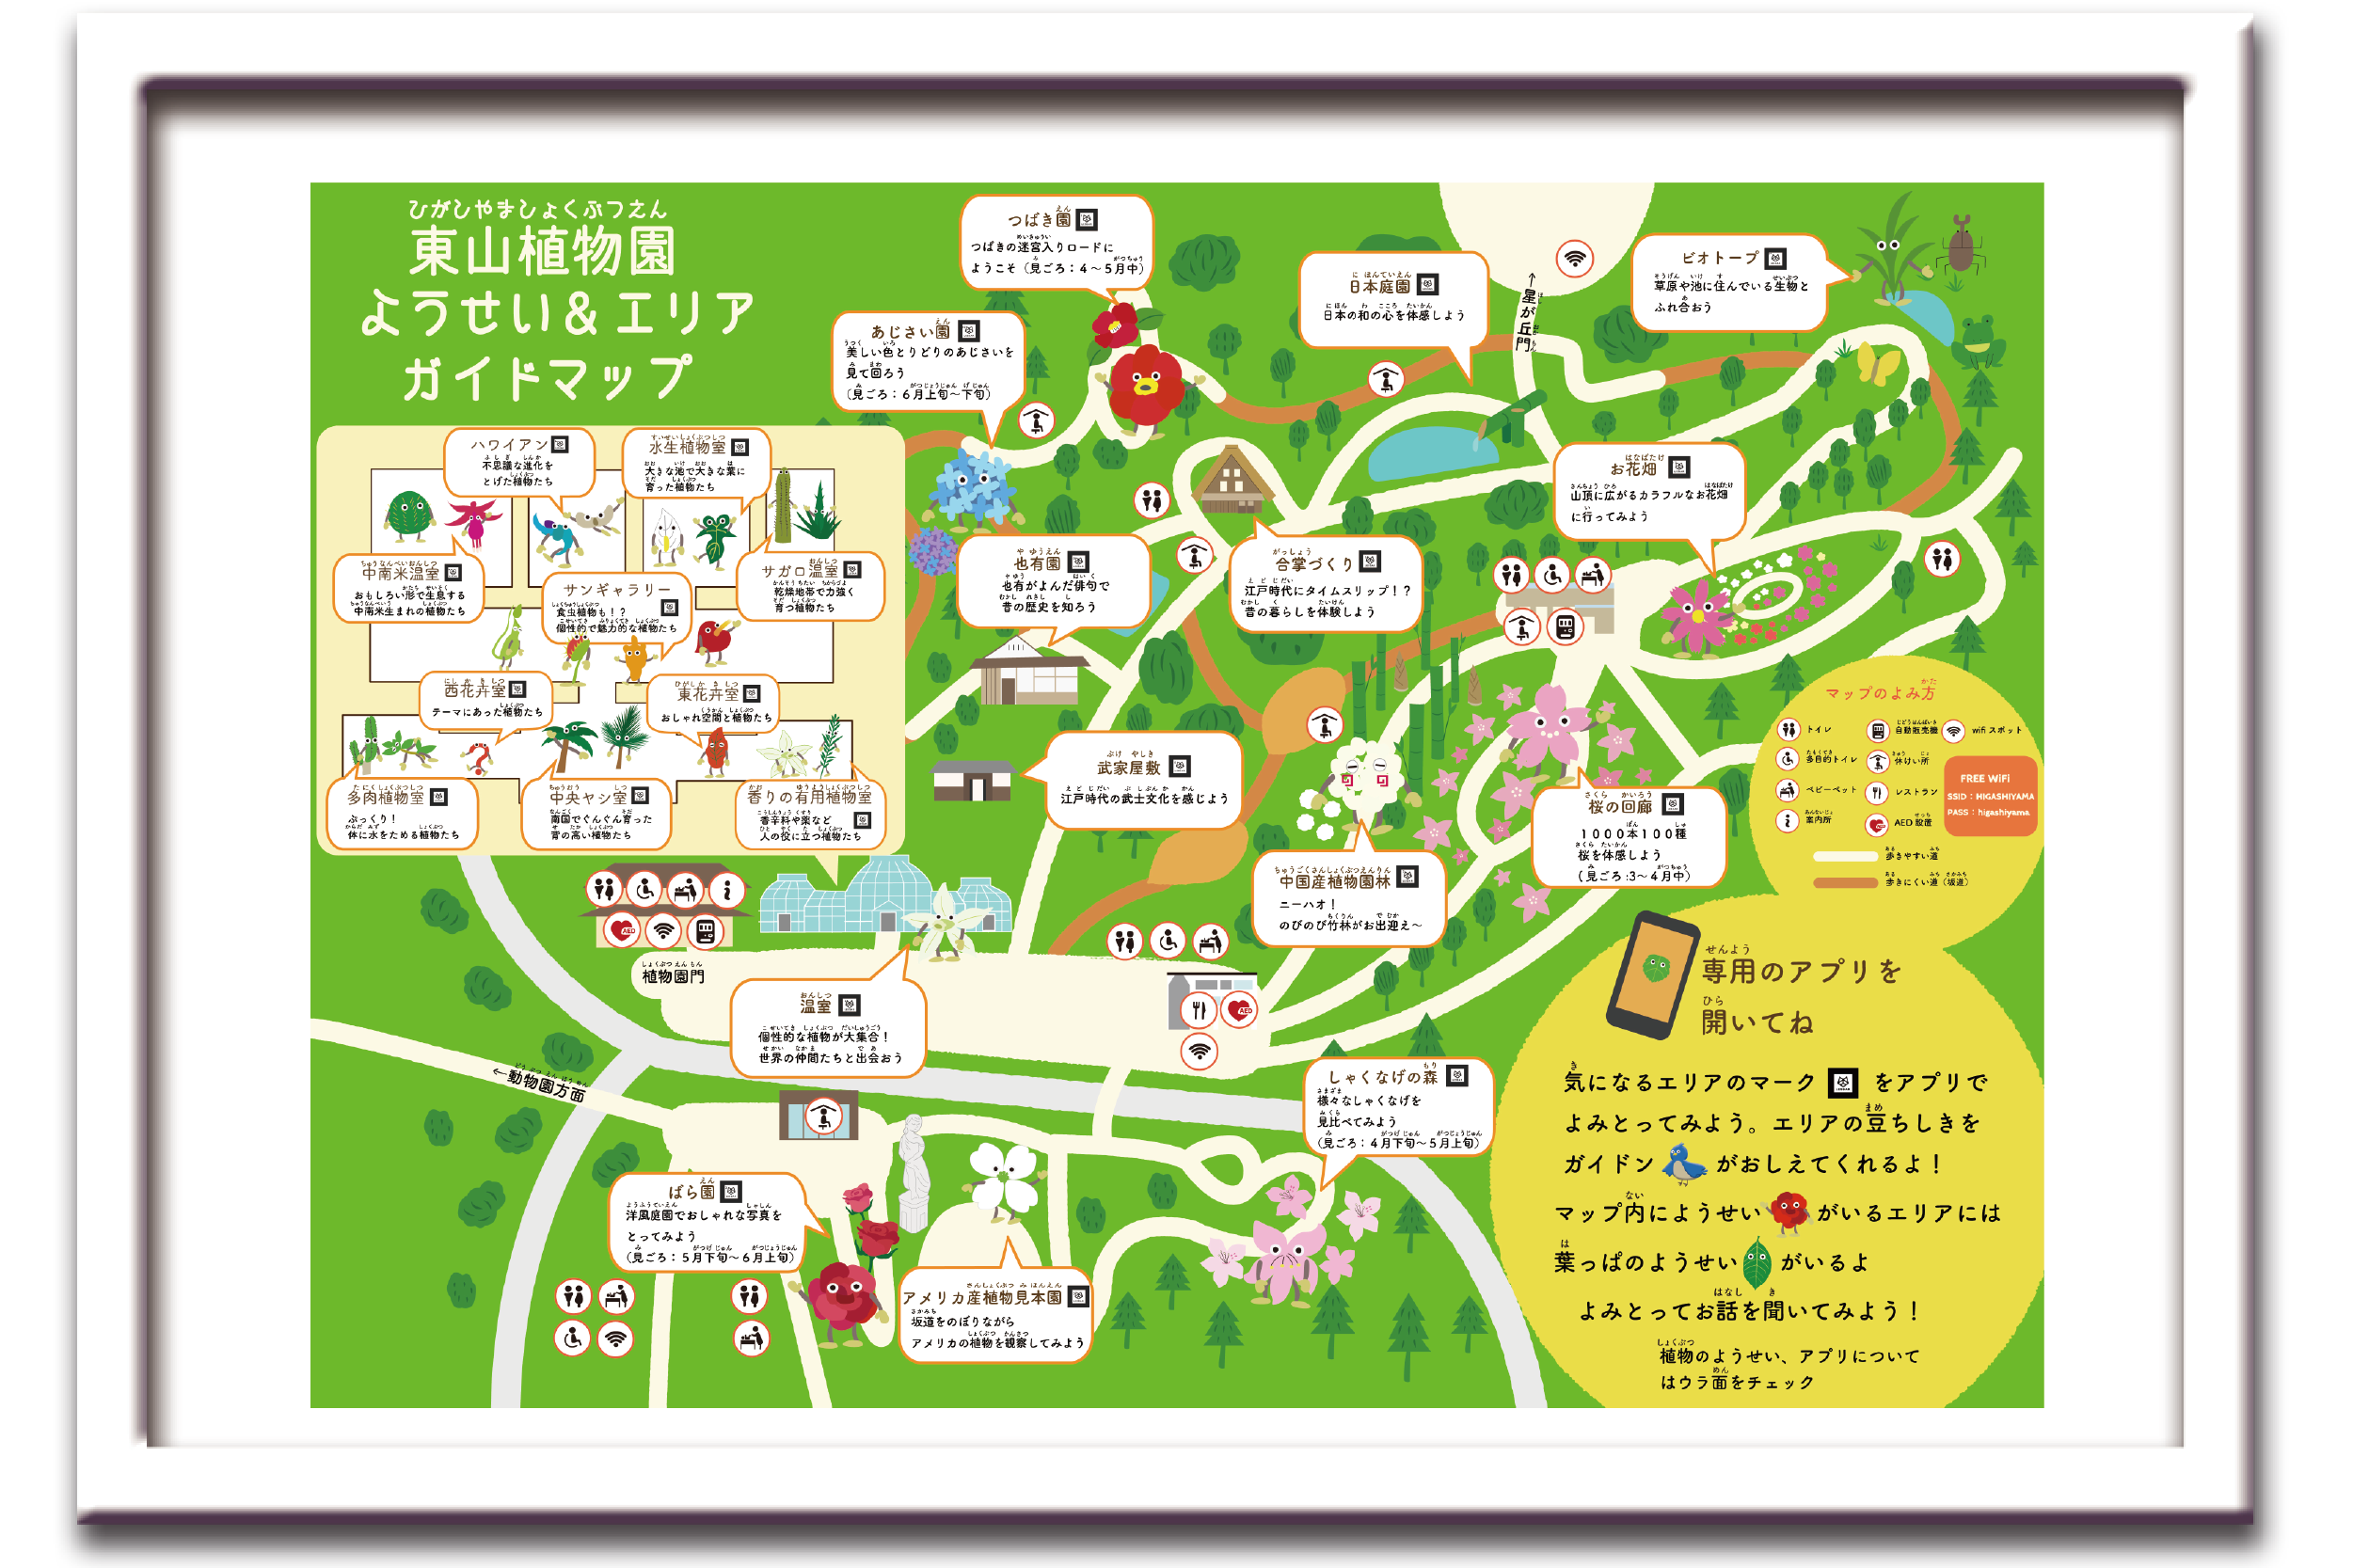 ひがしやましょくぶつえん
東山植物園
ようせい&エリア
ガイドマップ
つばき園
つばきの迷宮入りロードに
ようこそ（見ごろ：4～5月中）
あじさい園
美しい色とりどりのあじさいを
見て回ろう
（見ごろ：6月上旬～下旬）
日本庭園
日本の和の心を体感しよう
↑星が丘門
ビオトープ
草原や池に住んでいる生物と
ふれ合おう
お花畑
山頂に広がるカラフルなお花畑
に行ってみよう
ハワイアン
不思議な進化を
とげた植物たち
水生植物室
大きな池で大きな葉に
育った植物たち
中南米温室
おもしろい形で生息する
中南米生まれの植物たち
サンギャラリー
食虫植物も！？
個性的で魅力的な植物たち
サガロ温室
乾燥地帯で力強く
育つ植物たち
西花卉室
テーマにあった植物たち
東花卉室
おしゃれ空間と植物たち
多肉植物室
ぷっくり！
体に水をためる植物たち
中央ヤシ室
南国でぐんぐん育った
背の高い植物たち
香りの有用植物室
香辛料や薬など
人の役に立つ植物たち
也有園
也有がよんだ俳句で
昔の歴史を知ろう
合掌づくり
江戸時代にタイムスリップ！？
昔の暮らしを体験しよう
武家屋敷
江戸時代の武士文化を感じよう
中国産植物園林
ニーハオ！
のびのび竹林がお出迎え～
桜の回廊
1000本100種
桜を体感しよう
（見ごろ:3～4月中）
マップのよみ方
トイレ
自動販売機
wifi スポット
多目的トイレ
休けい所
ベビーベット
レストラン
案内所
AED 設置
FREE WiFi
SSID：HIGASHIYAMA
PASS：higashiyama
歩きやすい道
歩きにくい道（坂道）
植物園門
温室
個性的な植物が大集合！
世界の仲間たちと出会おう
←動物園方面
しゃくなげの森
様々なしゃくなげを
見比べてみよう
（見ごろ：4月下旬～5月上旬）
ばら園
洋風庭園でおしゃれな写真を
とってみよう
（見ごろ：5月下旬～6月上旬）
アメリカ産植物見本園
坂道をのぼりながら
アメリカの植物を観察してみよう
専用のアプリを
開いてね
気になるエリアのマーク をアプリで
よみとってみよう。エリアの豆ちしきを
ガイドン がおしえてくれるよ！
マップ内にようせい がいるエリアには
葉っぱのようせい がいるよ
よみとってお話を聞いてみよう！
植物のようせい、アプリについて
はウラ面をチェック